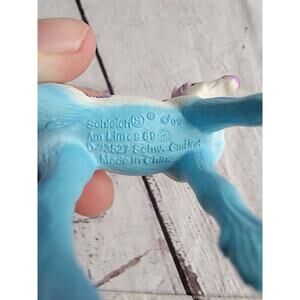 Schleich Ⓢ ® ©'09
Am Limes 69
D-73527 Schw. Gmünd
Made In China